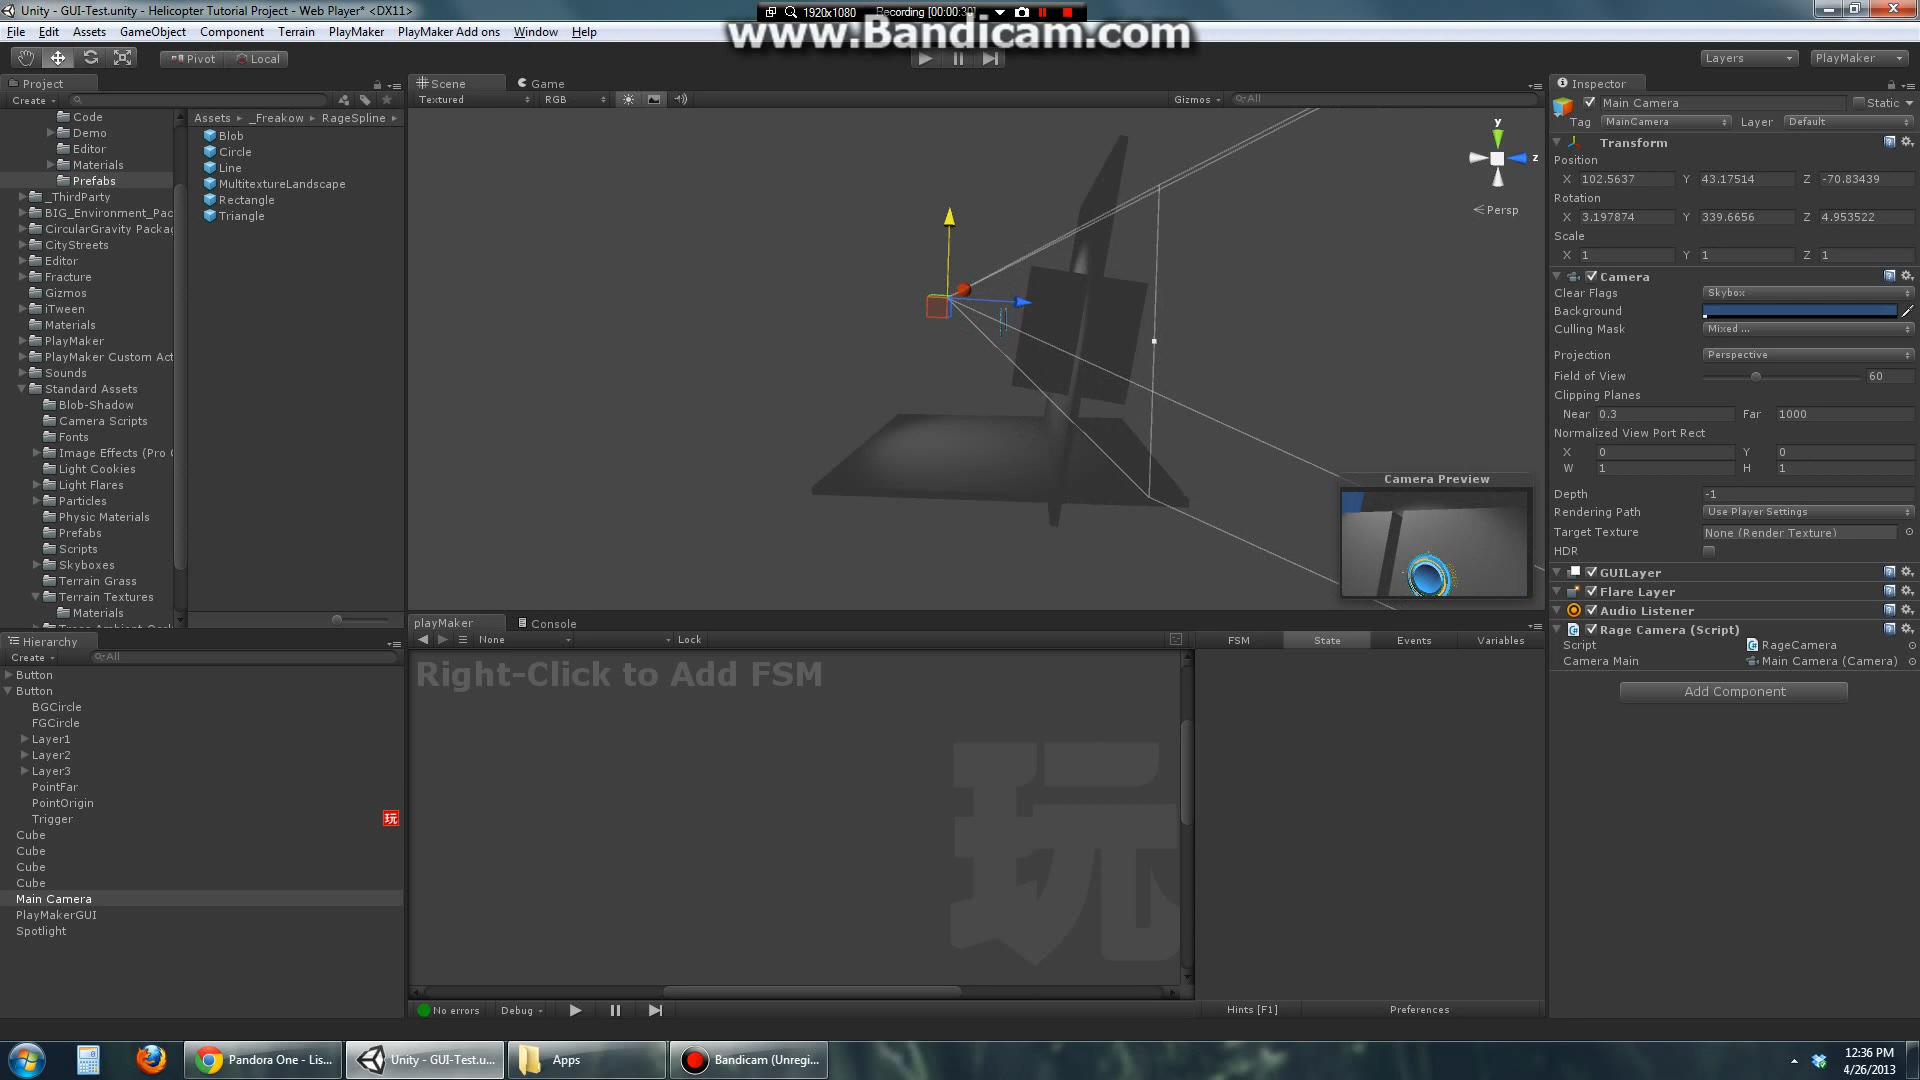 Unity - GUI-Test.unity - Helicopter Tutorial Project - Web Player* <DX11>
1920x1080 Recording [00:00:30]
www.Bandicam.com
File Edit Assets GameObject Component Terrain PlayMaker PlayMaker Add ons Window Help
Pivot Local
Layers PlayMaker
Project
Create
Code
Demo
Editor
Materials
Prefabs
_ThirdParty
BIG_Environment_Pac
CircularGravity Packag
CityStreets
Editor
Fracture
Gizmos
iTween
Materials
PlayMaker
PlayMaker Custom Act
Sounds
Standard Assets
Blob-Shadow
Camera Scripts
Fonts
Image Effects (Pro
Light Cookies
Light Flares
Particles
Physic Materials
Prefabs
Scripts
Skyboxes
Terrain Grass
Terrain Textures
Materials
Assets _Freakow RageSpline
Blob
Circle
Line
MultitextureLandscape
Rectangle
Triangle
Scene Game
Textured RGB Gizmos All
y
z
Persp
Camera Preview
Hierarchy
Create All
Button
Button
BGCircle
FGCircle
Layer1
Layer2
Layer3
PointFar
PointOrigin
Trigger 玩
Cube
Cube
Cube
Cube
Main Camera
PlayMakerGUI
Spotlight
playMaker Console
None Lock
FSM State Events Variables
Right-Click to Add FSM
玩
No errors Debug
Hints [F1] Preferences
Inspector
Main Camera Static
Tag MainCamera Layer Default
Transform
Position
X 102.5637 Y 43.17514 Z -70.83439
Rotation
X 3.197874 Y 339.6656 Z 4.953522
Scale
X 1 Y 1 Z 1
Camera
Clear Flags Skybox
Background
Culling Mask Mixed ...
Projection Perspective
Field of View 60
Clipping Planes
Near 0.3 Far 1000
Normalized View Port Rect
X 0 Y 0
W 1 H 1
Depth -1
Rendering Path Use Player Settings
Target Texture None (Render Texture)
HDR
GUILayer
Flare Layer
Audio Listener
Rage Camera (Script)
Script RageCamera
Camera Main Main Camera (Camera)
Add Component
Pandora One - Lis...
Unity - GUI-Test.u...
Apps
Bandicam (Unregi...
12:36 PM
4/26/2013